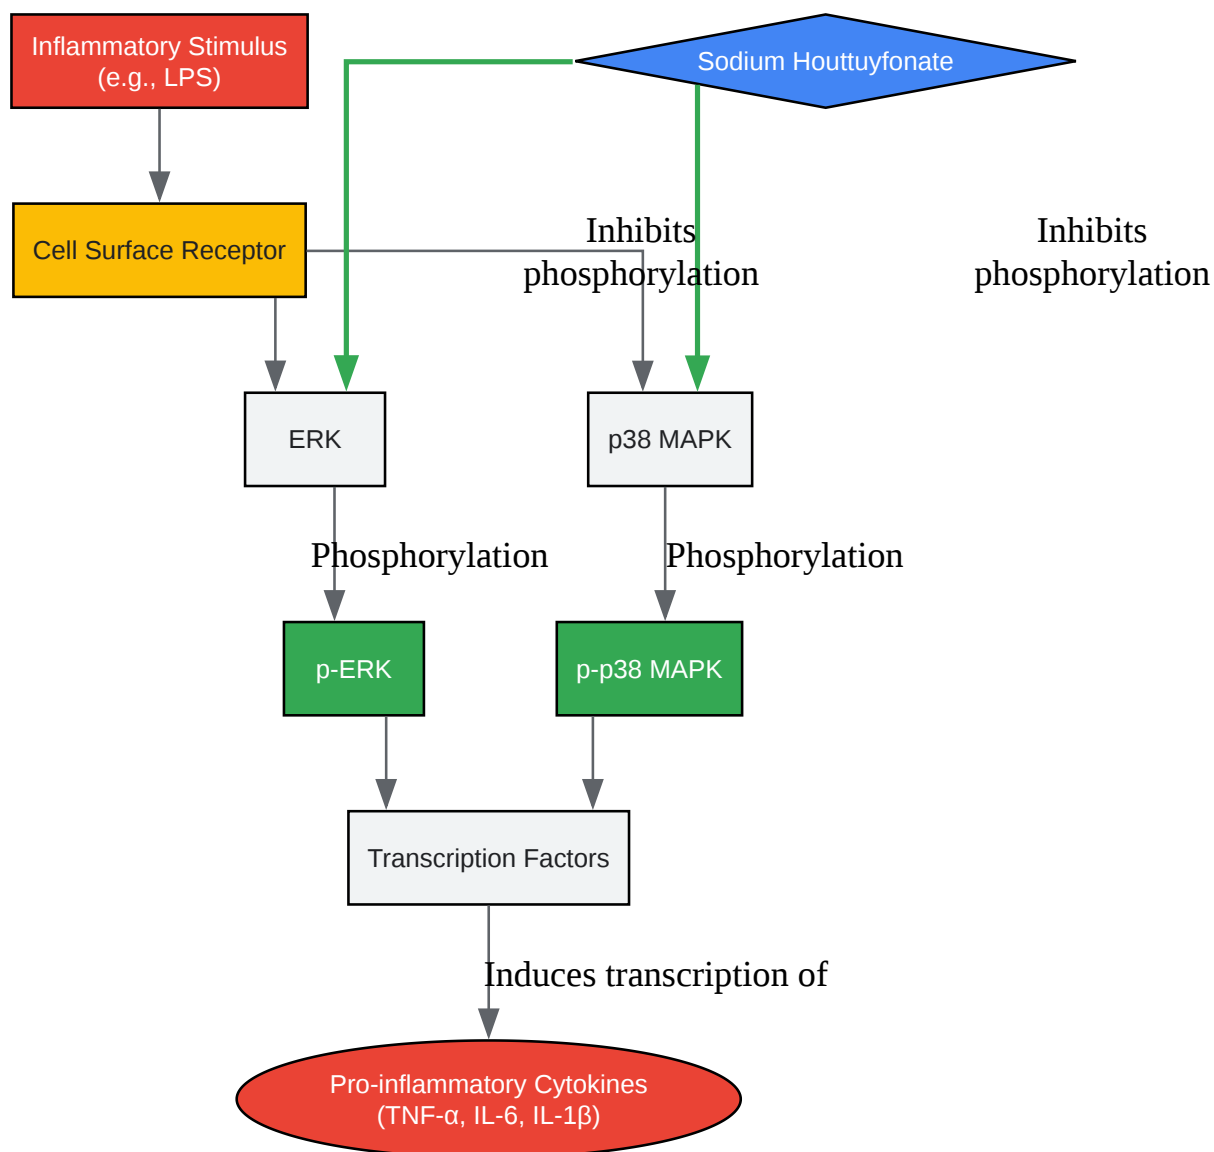 Inflammatory Stimulus
(e.g., LPS)
Sodium Houttuyfonate
Cell Surface Receptor
Inhibits
phosphorylation
Inhibits
phosphorylation
ERK
p38 MAPK
Phosphorylation
Phosphorylation
p-ERK
p-p38 MAPK
Transcription Factors
Induces transcription of
Pro-inflammatory Cytokines
(TNF-α, IL-6, IL-1β)